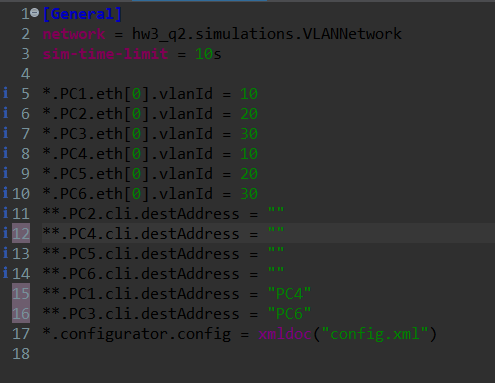 1 [General]
2 network = hw3_q2.simulations.VLANNetwork
3 sim-time-limit = 10s
4
5 *.PC1.eth[0].vlanId = 10
6 *.PC2.eth[0].vlanId = 20
7 *.PC3.eth[0].vlanId = 30
8 *.PC4.eth[0].vlanId = 10
9 *.PC5.eth[0].vlanId = 20
10 *.PC6.eth[0].vlanId = 30
11 **.PC2.cli.destAddress = ""
12 **.PC4.cli.destAddress = ""
13 **.PC5.cli.destAddress = ""
14 **.PC6.cli.destAddress = ""
15 **.PC1.cli.destAddress = "PC4"
16 **.PC3.cli.destAddress = "PC6"
17 *.configurator.config = xmldoc("config.xml")
18